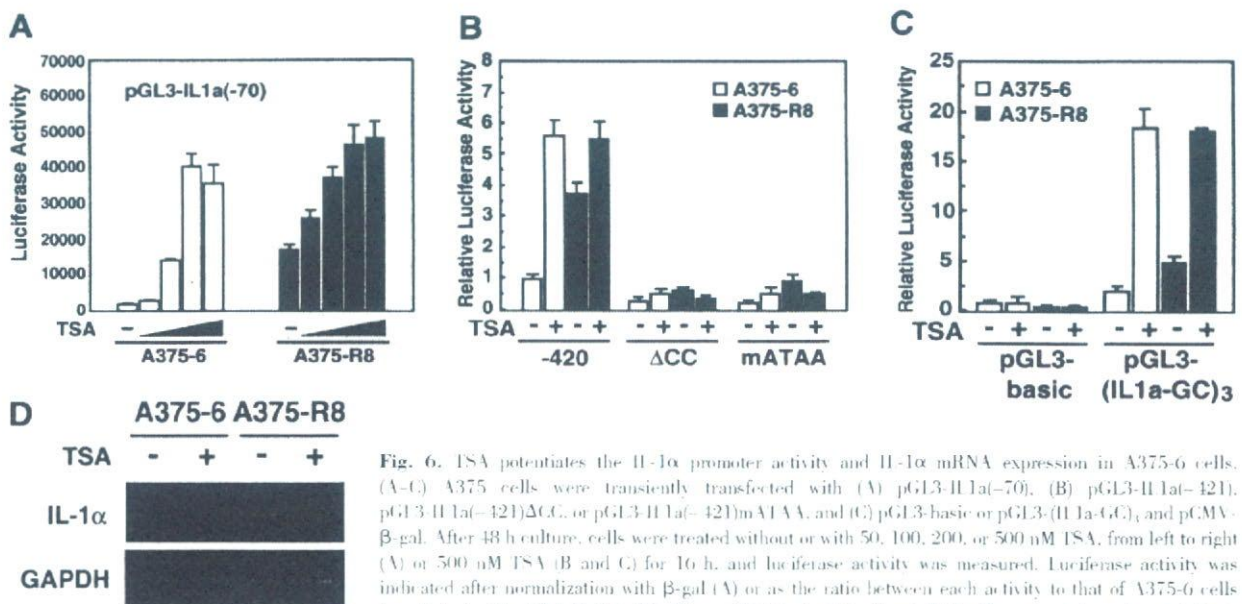 A
Luciferase Activity
70000
60000
50000
40000
30000
20000
10000
0
pGL3-IL1a(-70)
TSA
–
–
A375-6
A375-R8
B
Relative Luciferase Activity
8
7
6
5
4
3
2
1
0
A375-6
A375-R8
TSA - + - + - + - + - + - +
-420 ΔCC mATAA
C
Relative Luciferase Activity
25
20
15
10
5
0
A375-6
A375-R8
TSA - + - + - + - +
pGL3-basic
pGL3-(IL1a-GC)3
D
A375-6 A375-R8
TSA - + - +
IL-1α
GAPDH
Fig. 6. TSA potentiates the IL-1α promoter activity and IL-1α mRNA expression in A375-6 cells.
(A–C) A375 cells were transiently transfected with (A) pGL3-IL1a(–70), (B) pGL3-IL1a(–421),
pGL3-IL1a(–421)ΔCC, or pGL3-IL1a(–421)mATAA, and (C) pGL3-basic or pGL3-(IL1a-GC)3 and pCMV-
β-gal. After 48 h culture, cells were treated without or with 50, 100, 200, or 500 nM TSA, from left to right
(A) or 500 nM TSA (B and C) for 16 h, and luciferase activity was measured. Luciferase activity was
indicated after normalization with β-gal (A) or as the ratio between each activity to that of A375-6 cells